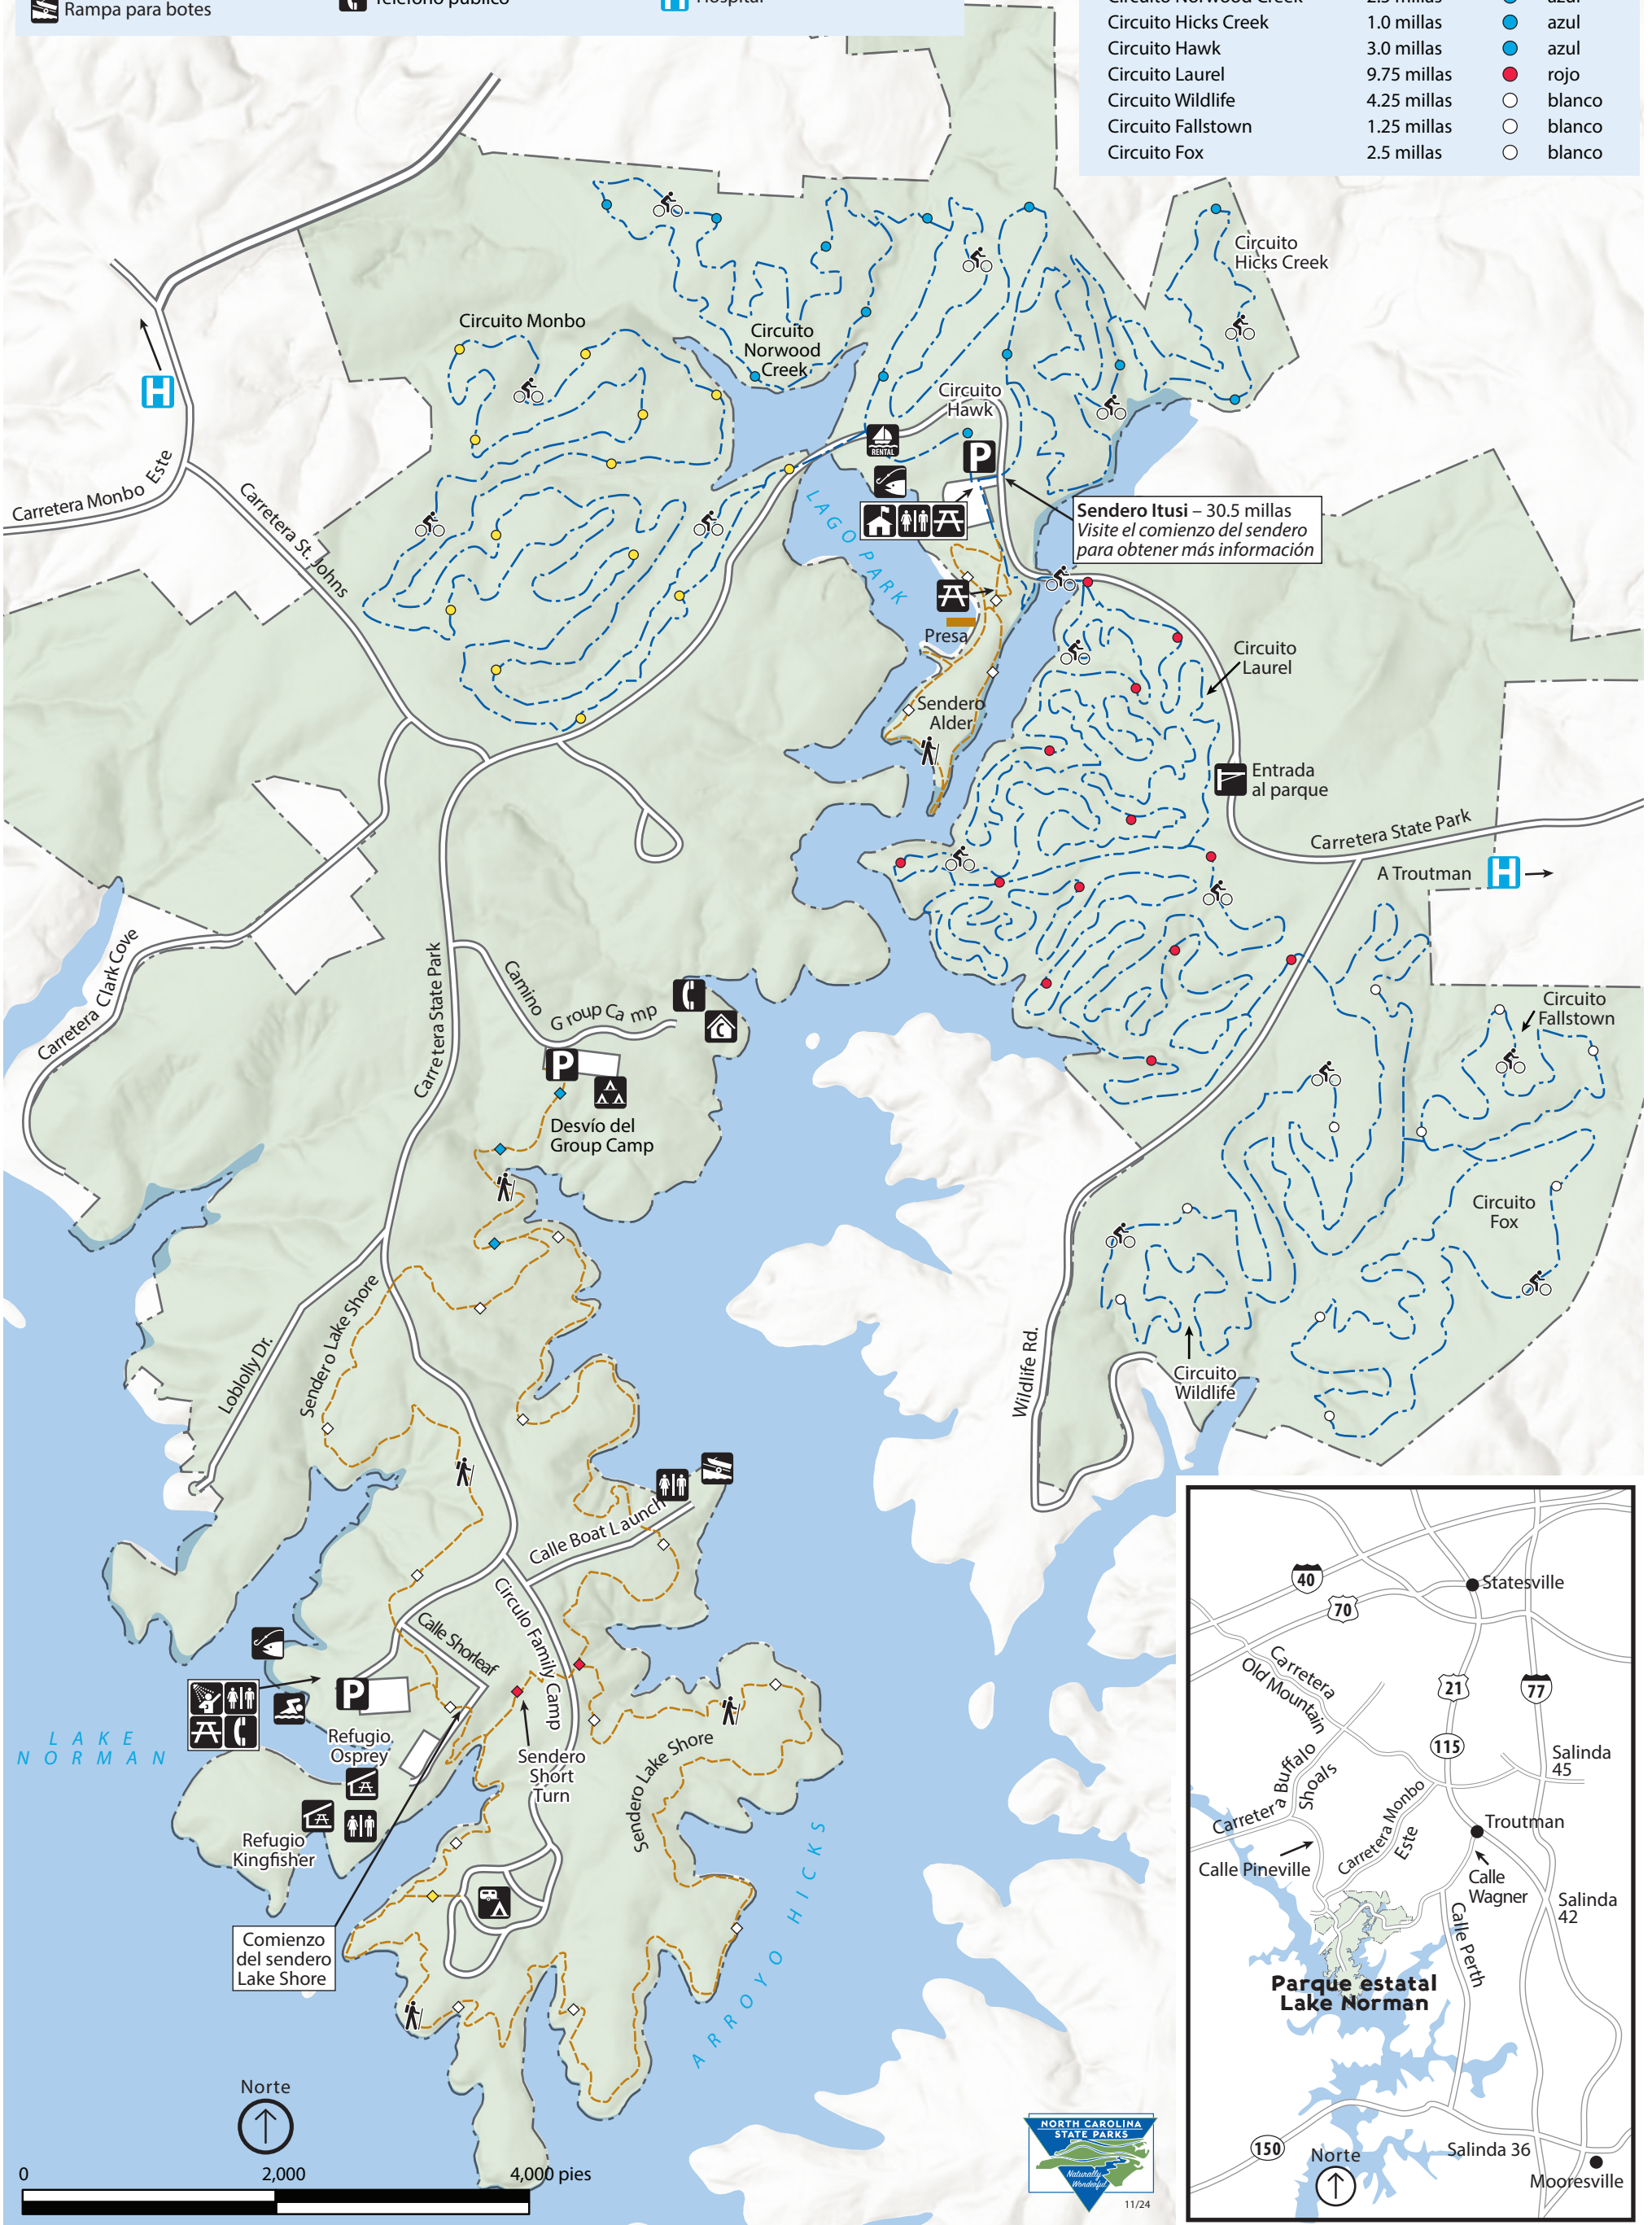 Rampa para botes
Teléfono público
Hospital
Circuito Norwood Creek 2.5 millas azul
Circuito Hicks Creek 1.0 millas azul
Circuito Hawk 3.0 millas azul
Circuito Laurel 9.75 millas rojo
Circuito Wildlife 4.25 millas blanco
Circuito Fallstown 1.25 millas blanco
Circuito Fox 2.5 millas blanco
Circuito
Hicks Creek
Circuito Monbo
Circuito
Norwood
Creek
Circuito
Hawk
H
RENTAL
P
Carretera Monbo Este
Carretera St. Johns
LAGO PARK
Sendero Itusi – 30.5 millas
Visite el comienzo del sendero
para obtener más información
Presa
Circuito
Laurel
Sendero
Alder
Entrada
al parque
Carretera State Park
A Troutman
H
Carretera Clark Cove
Carretera State Park
Camino
Group Camp
C
P
Desvío del
Group Camp
Circuito
Fallstown
Circuito
Fox
Sendero Lake Shore
Loblolly Dr.
Wildlife Rd.
Circuito
Wildlife
Calle Boat Launch
Circulo Family Camp
Calle Shorleaf
P
LAKE
NORMAN
Refugio
Osprey
Sendero
Short
Turn
Sendero Lake Shore
Refugio
Kingfisher
Comienzo
del sendero
Lake Shore
ARROYO HICKS
Norte
0 2,000 4,000 pies
NORTH CAROLINA
STATE PARKS
Naturally
Wonderful
11/24
40
Statesville
70
Carretera
Old Mountain
21
77
115
Salinda
45
Carretera Buffalo
Shoals
Carretera Monbo
Este
Troutman
Calle Pineville
Calle
Wagner
Salinda
42
Calle Perth
Parque estatal
Lake Norman
150
Norte
Salinda 36
Mooresville